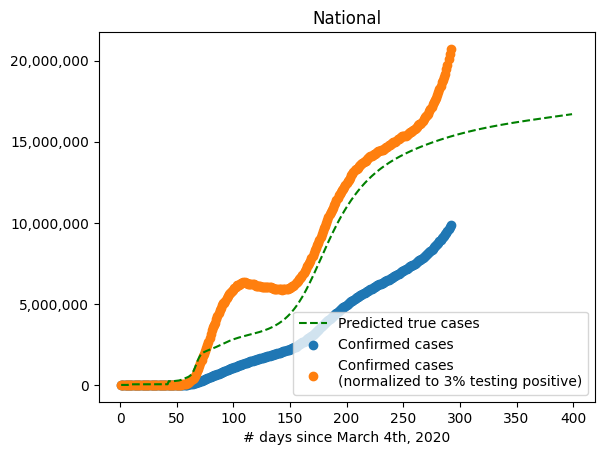 National
20,000,000
15,000,000
10,000,000
5,000,000
0
Predicted true cases
Confirmed cases
Confirmed cases
(normalized to 3% testing positive)
0 50 100 150 200 250 300 350 400
# days since March 4th, 2020